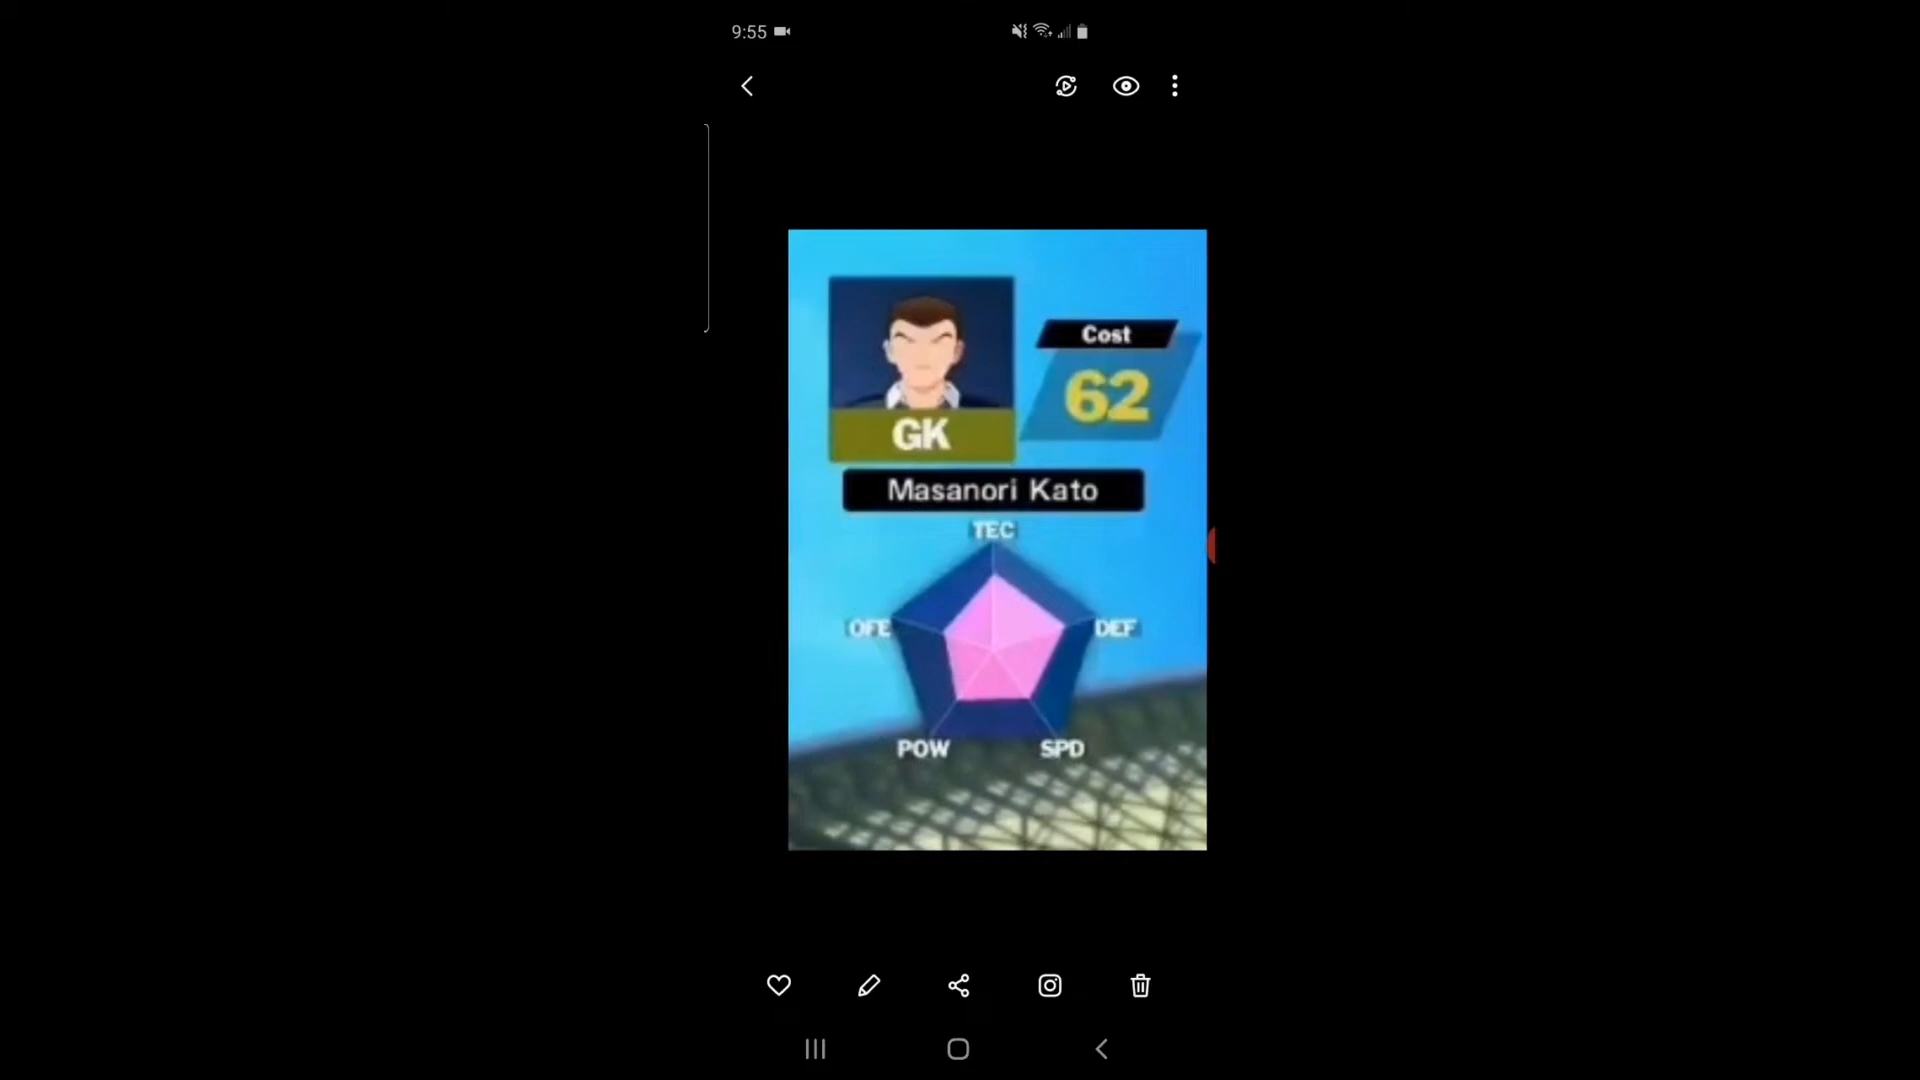 9:55
Cost
62
GK
Masanori Kato
TEC
OFE
DEF
POW
SPD